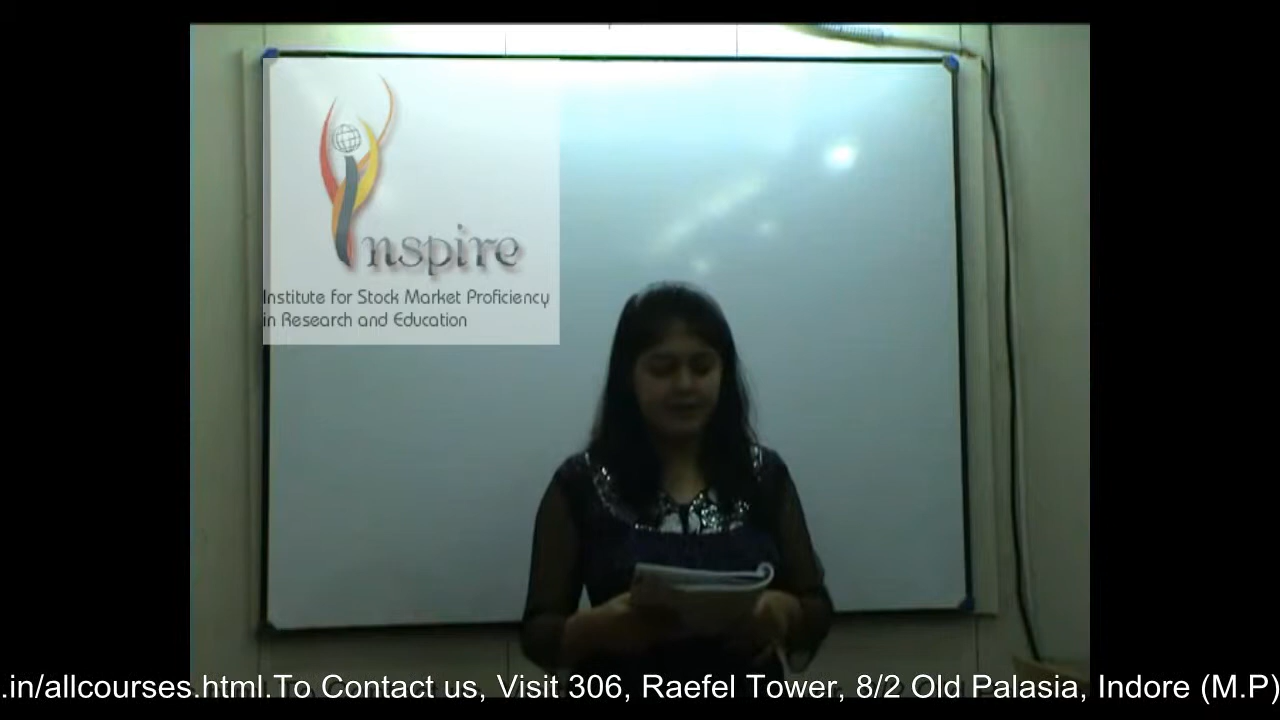 Inspire
Institute for Stock Market Proficiency
in Research and Education
.in/allcourses.html.To Contact us, Visit 306, Raefel Tower, 8/2 Old Palasia, Indore (M.P)